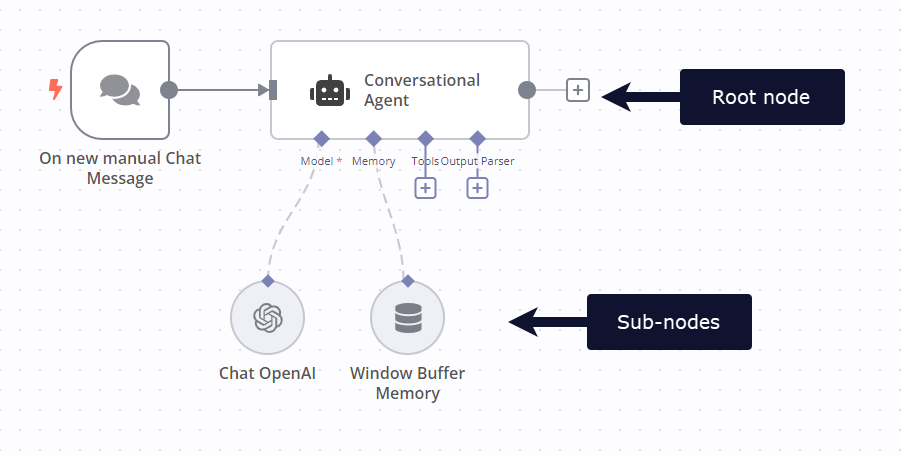 Conversational
Agent
Root node
On new manual Chat
Message
Model *
Memory
Tools
Output Parser
Sub-nodes
Chat OpenAI
Window Buffer
Memory